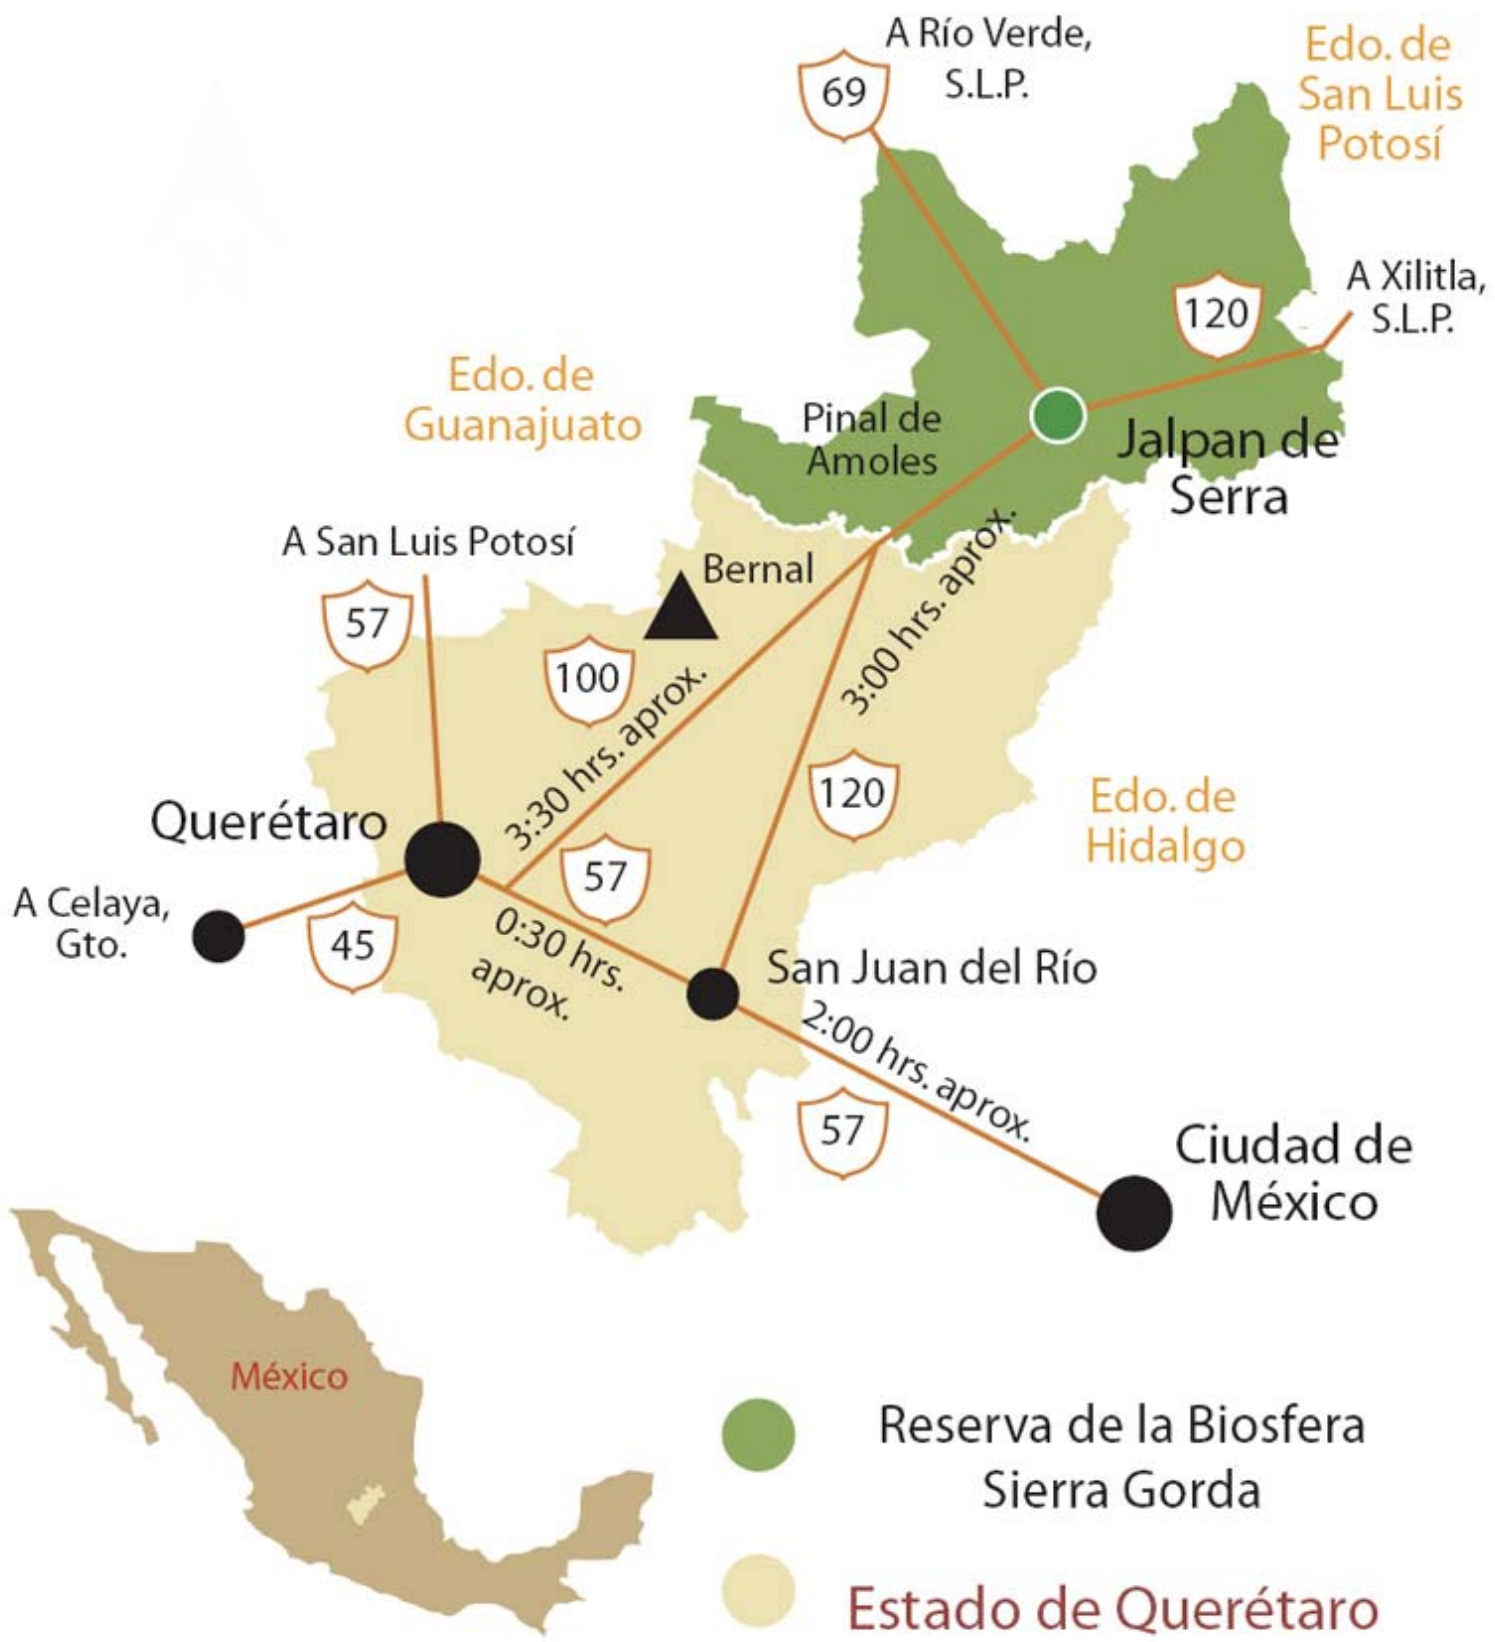 A Río Verde,
S.L.P.
69
Edo. de
San Luis
Potosí
A Xilitla,
S.L.P.
120
Edo. de
Guanajuato
Pinal de
Amoles
Jalpan de
Serra
A San Luis Potosí
57
Bernal
100
3:30 hrs. aprox.
3:00 hrs. aprox.
120
Edo. de
Hidalgo
Querétaro
57
A Celaya,
Gto.
45
0:30 hrs.
aprox.
San Juan del Río
2:00 hrs. aprox.
57
Ciudad de
México
México
Reserva de la Biosfera
Sierra Gorda
Estado de Querétaro